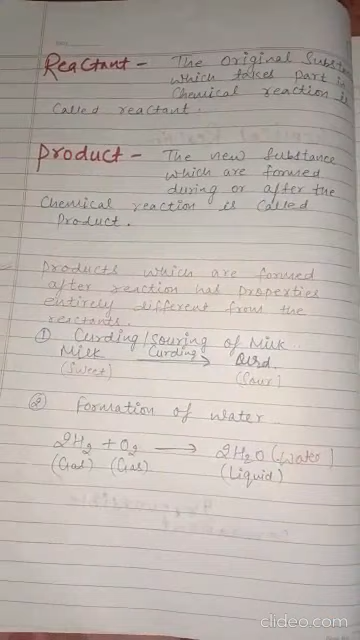 Reactant - The original Substan
which takes part in
Chemical reaction is
called reactant.
Product - The new Substance
which are formed
during or after the
Chemical reaction is called
Product.
Products which are formed
after reaction has properties
entirely different from the
reactants.
① Curding/Souring of Milk.
Milk Curding → Curd.
(Sweet) (Sour)
② Formation of water
2H2 + O2 → 2H2O (Water)
(Gas) (Gas) (Liquid)
clideo.com